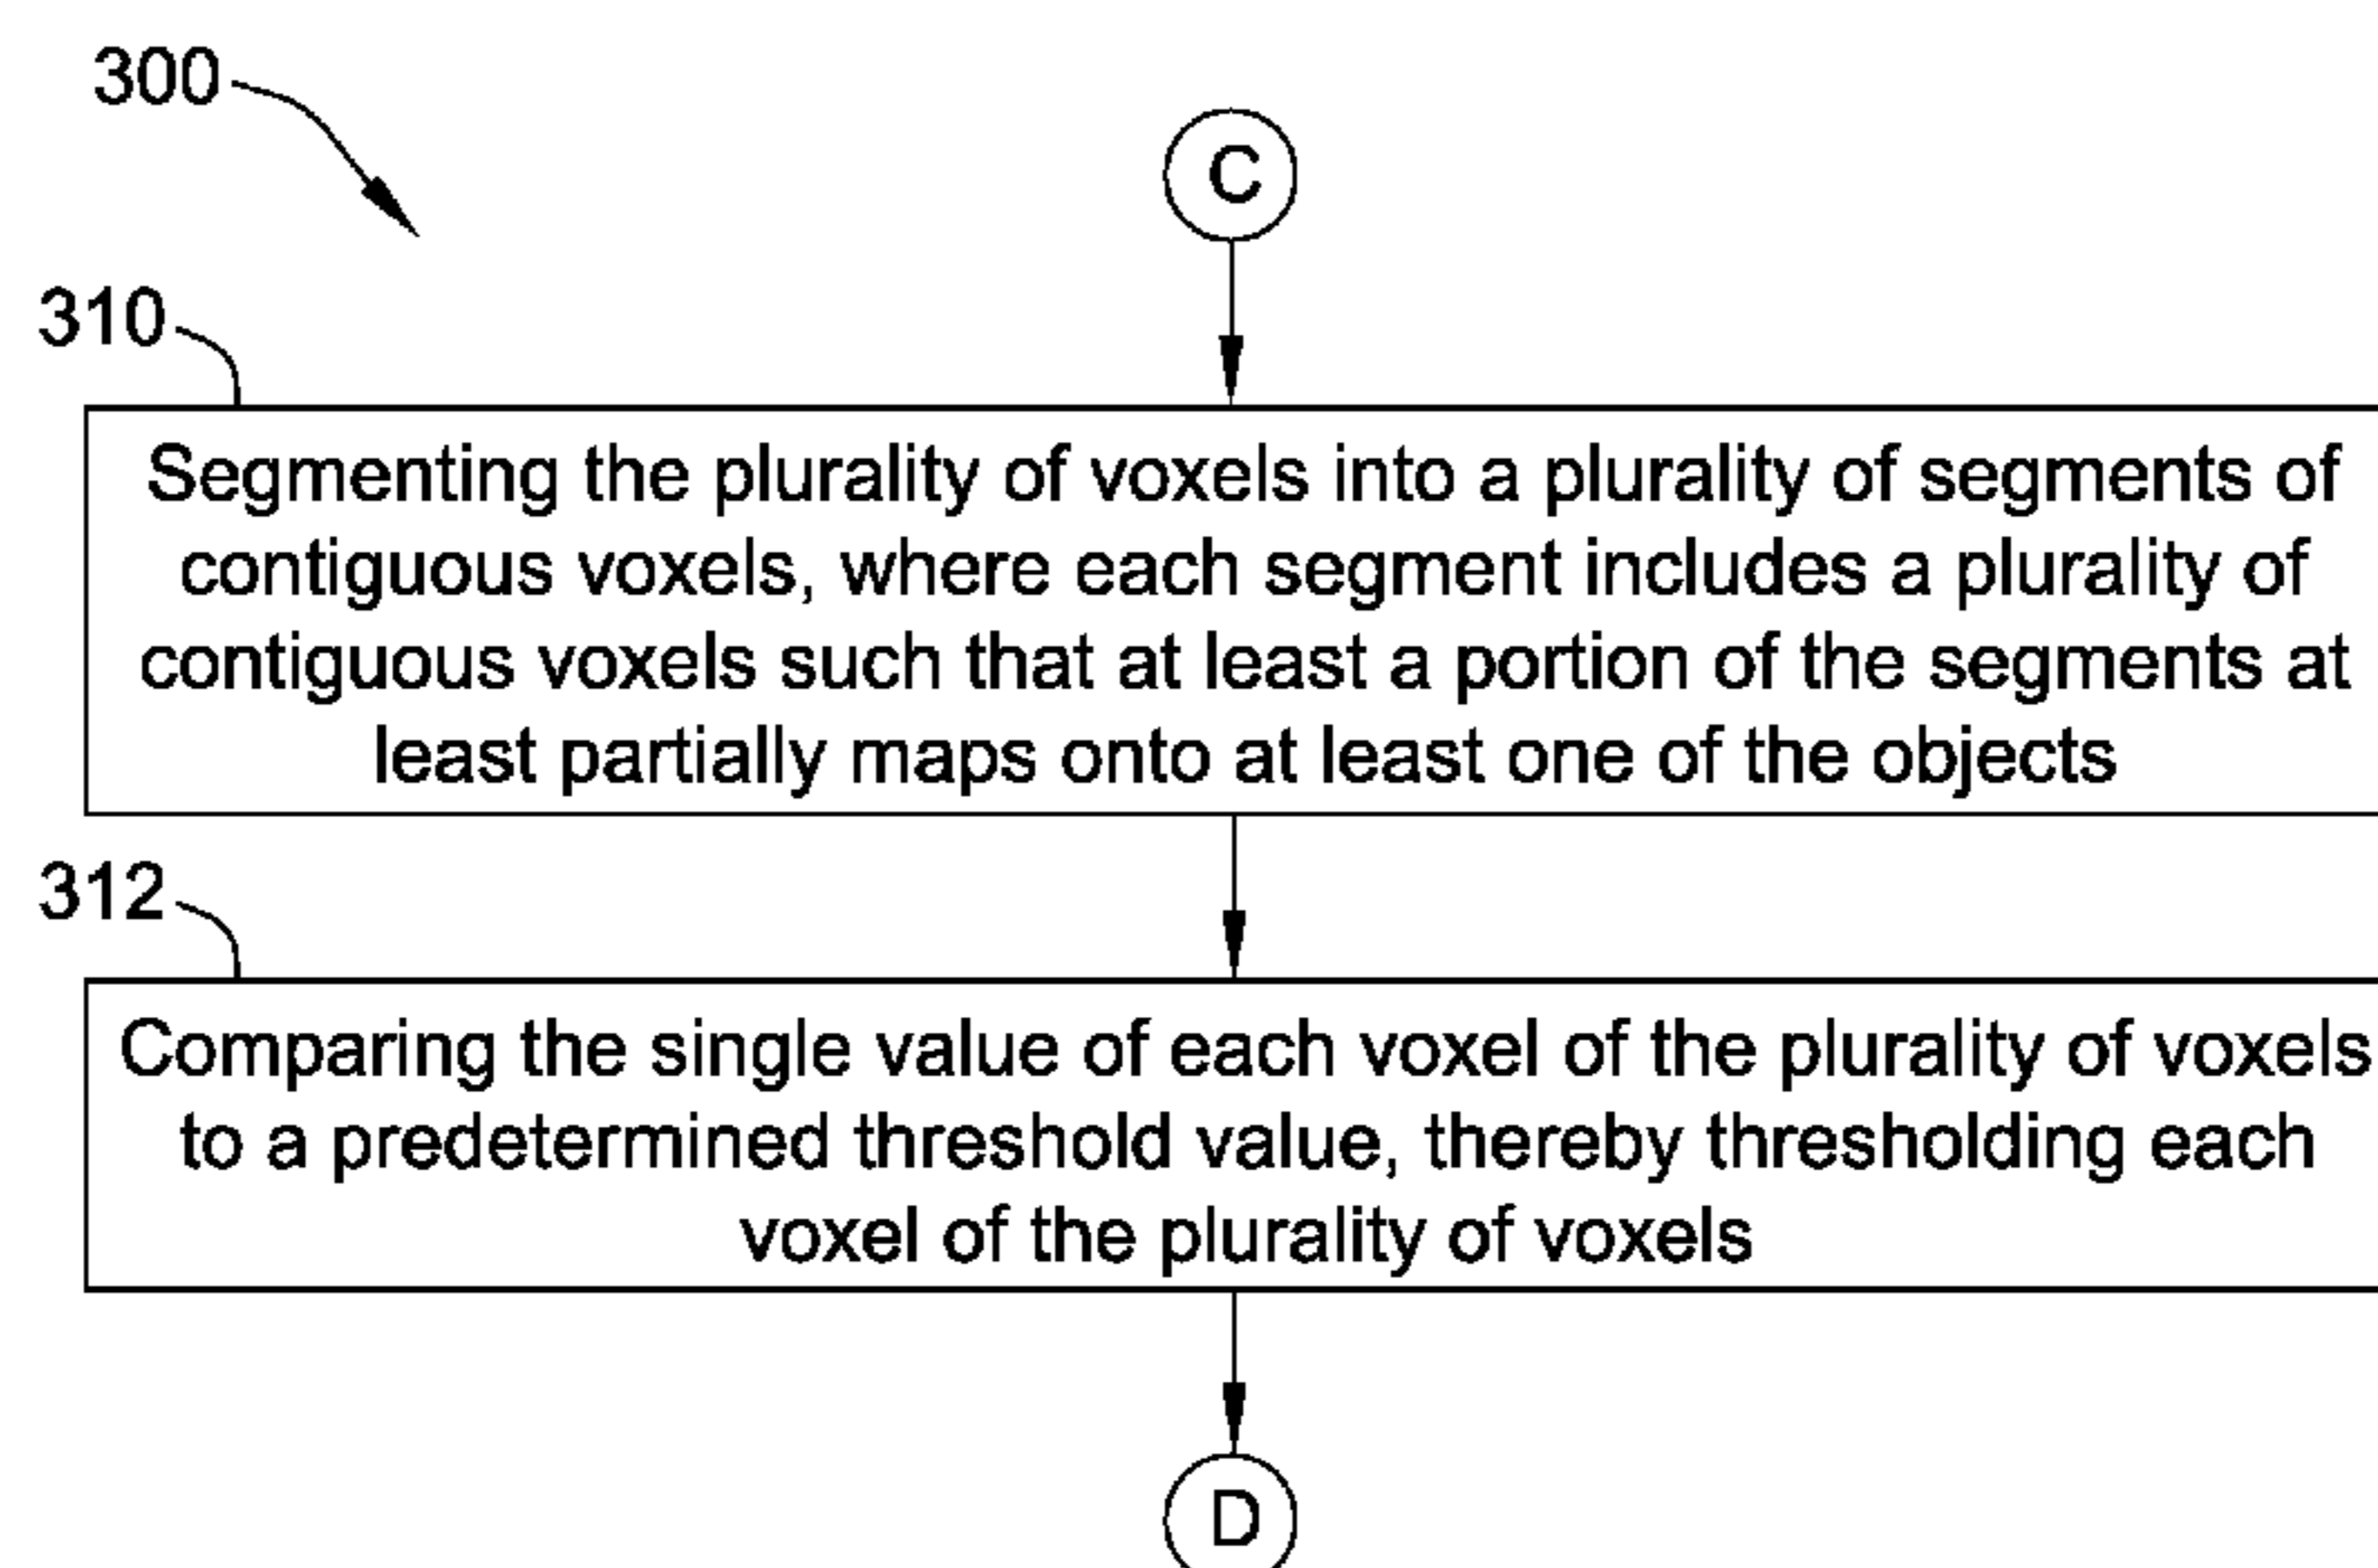 300
C
310
Segmenting the plurality of voxels into a plurality of segments of
contiguous voxels, where each segment includes a plurality of
contiguous voxels such that at least a portion of the segments at
least partially maps onto at least one of the objects
312
Comparing the single value of each voxel of the plurality of voxels
to a predetermined threshold value, thereby thresholding each
voxel of the plurality of voxels
D